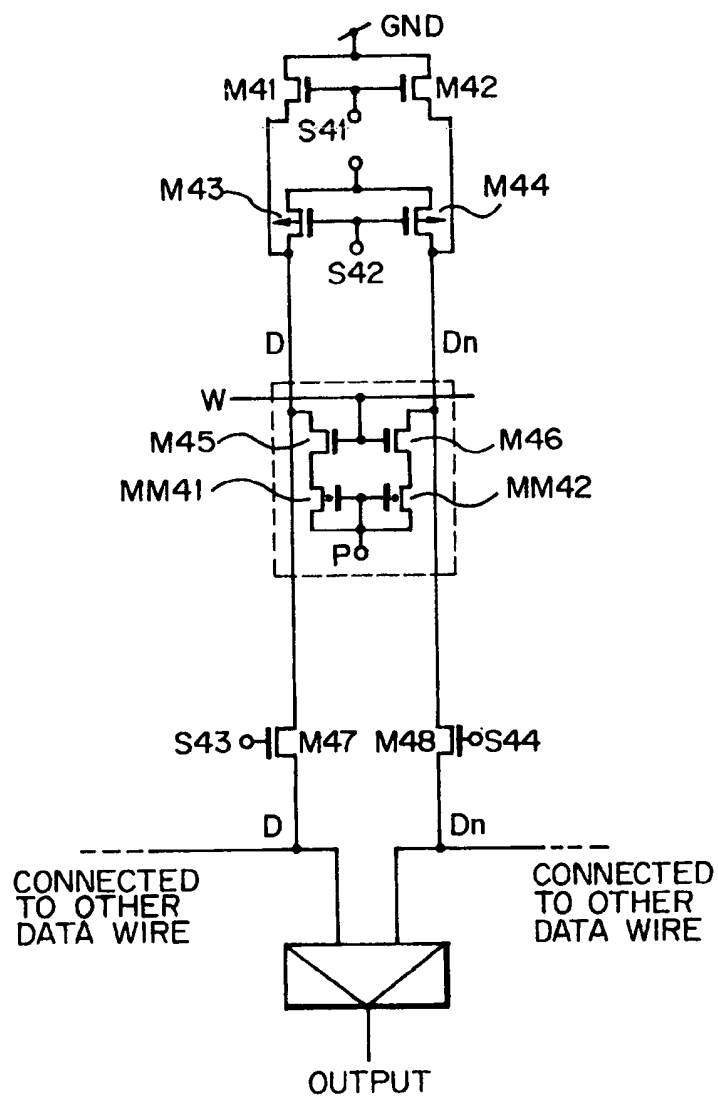 GND
M41
M42
S41
M43
M44
S42
D
Dn
W
M45
M46
MM41
MM42
P
S43
M47
M48
S44
D
Dn
CONNECTED
TO OTHER
DATA WIRE
CONNECTED
TO OTHER
DATA WIRE
OUTPUT